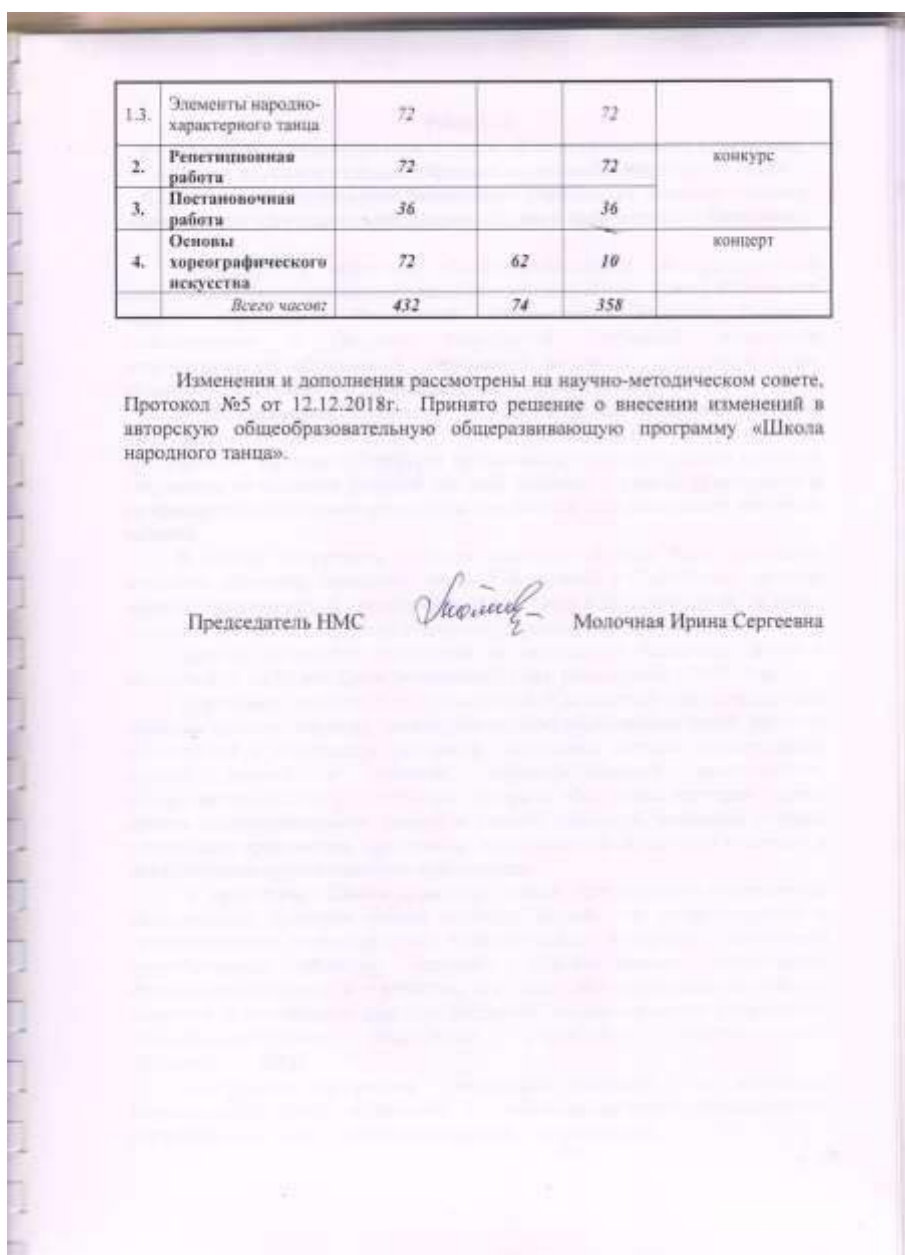 1.3. Элементы народно- 72 72
характерного танца
2. Репетиционная 72 72 конкурс
работа
3. Постановочная 36 36
работа
Основы концерт
4. хореографического 72 62 10
искусства
Всего часов: 432 74 358
Изменения и дополнения рассмотрены на научно-методическом совете,
Протокол №5 от 12.12.2018г. Принято решение о внесении изменений в
авторскую общеобразовательную общеразвивающую программу «Школа
народного танца».
Председатель НМС Молочная Ирина Сергеевна